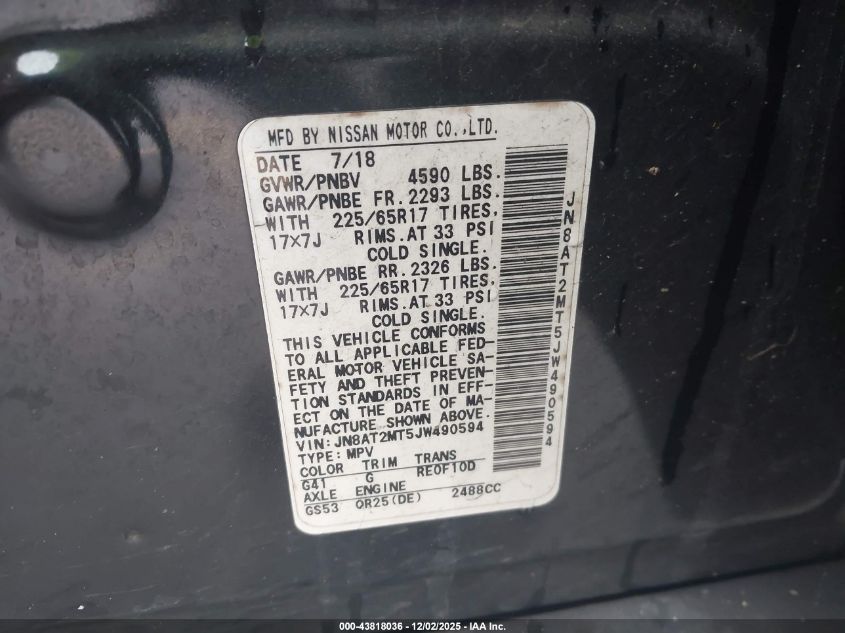 MFD BY NISSAN MOTOR CO.,LTD.
DATE 7/18
GVWR/PNBV 4590 LBS.
GAWR/PNBE FR. 2293 LBS.
WITH 225/65R17 TIRES,
17×7J RIMS.AT 33 PSI
COLD SINGLE.
GAWR/PNBE RR. 2326 LBS.
WITH 225/65R17 TIRES,
17×7J RIMS.AT 33 PSI
COLD SINGLE.
THIS VEHICLE CONFORMS
TO ALL APPLICABLE FED-
ERAL MOTOR VEHICLE SA-
FETY AND THEFT PREVEN-
TION STANDARDS IN EFF-
ECT ON THE DATE OF MA-
NUFACTURE SHOWN ABOVE.
VIN: JN8AT2MT5JW490594
TYPE: MPV
COLOR TRIM TRANS
G41 G RE0F10D
AXLE ENGINE
GS53 QR25(DE) 2488CC
JN8AT2MT5JW490594
000-43818036 - 12/02/2025 - IAA Inc.